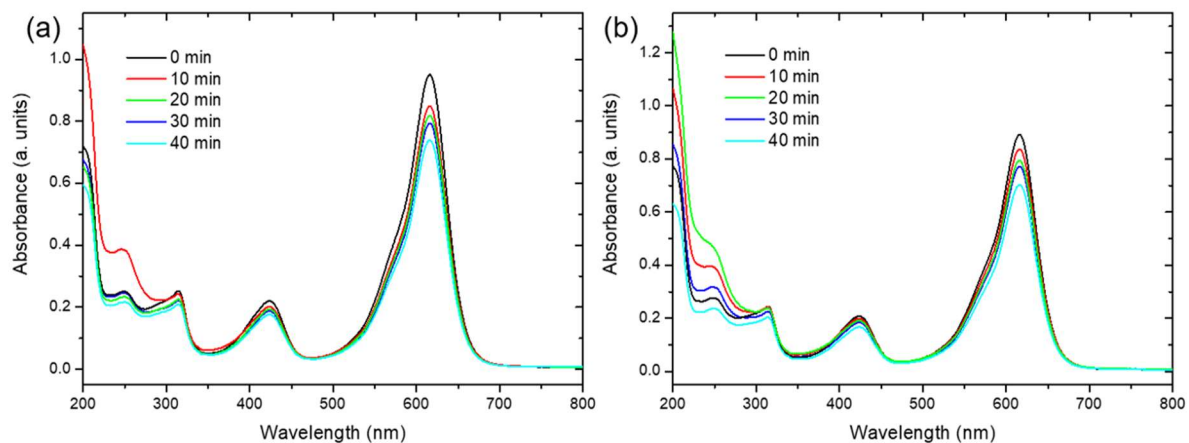 (a)
0 min
10 min
20 min
30 min
40 min
Absorbance (a. units)
1.0
0.8
0.6
0.4
0.2
0.0
200 300 400 500 600 700 800
Wavelength (nm)
(b)
0 min
10 min
20 min
30 min
40 min
Absorbance (a. units)
1.2
1.0
0.8
0.6
0.4
0.2
0.0
200 300 400 500 600 700 800
Wavelength (nm)